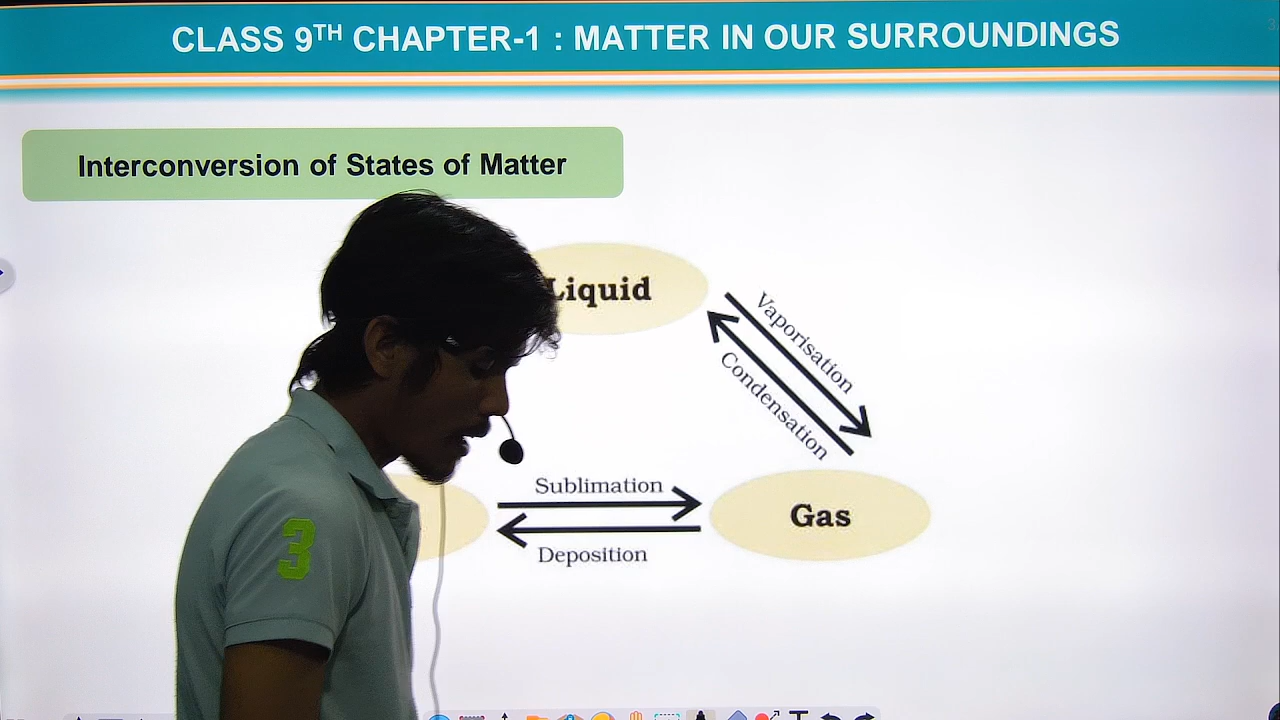 CLASS 9TH CHAPTER-1 : MATTER IN OUR SURROUNDINGS
Interconversion of States of Matter
Liquid
Vaporisation
Condensation
Sublimation
Gas
Deposition
3